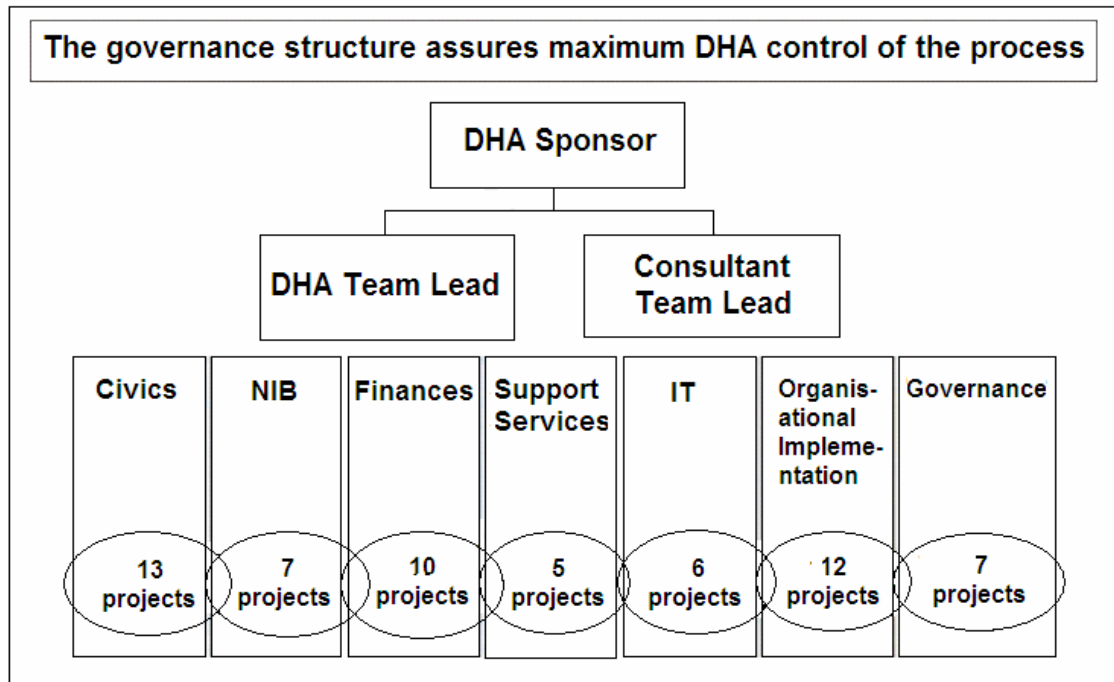 The governance structure assures maximum DHA control of the process
DHA Sponsor
DHA Team Lead
Consultant
Team Lead
Civics
NIB
Finances
Support
Services
IT
Organis-
ational
Impleme-
ntation
Governance
13
projects
7
projects
10
projects
5
projects
6
projects
12
projects
7
projects